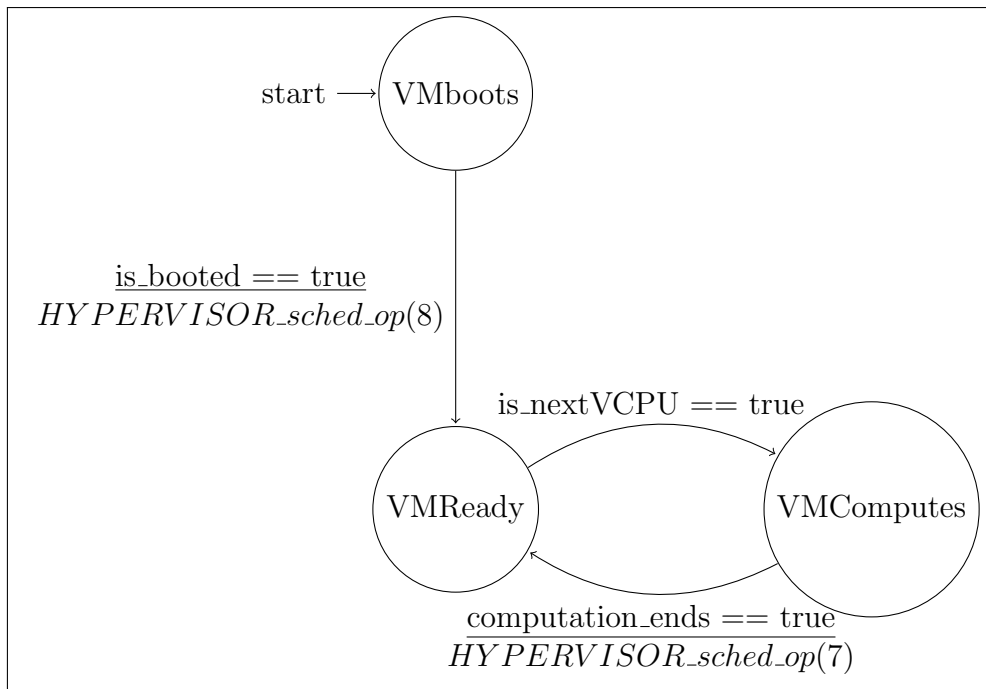 start
VMboots
is_booted == true
HYPERVISOR_sched_op(8)
is_nextVCPU == true
VMReady
VMComputes
computation_ends == true
HYPERVISOR_sched_op(7)